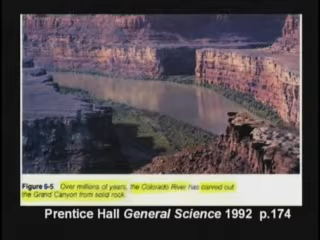 Figure 6-5 Over millions of years, the Colorado River has carved out
the Grand Canyon from solid rock.
Prentice Hall General Science 1992 p.174